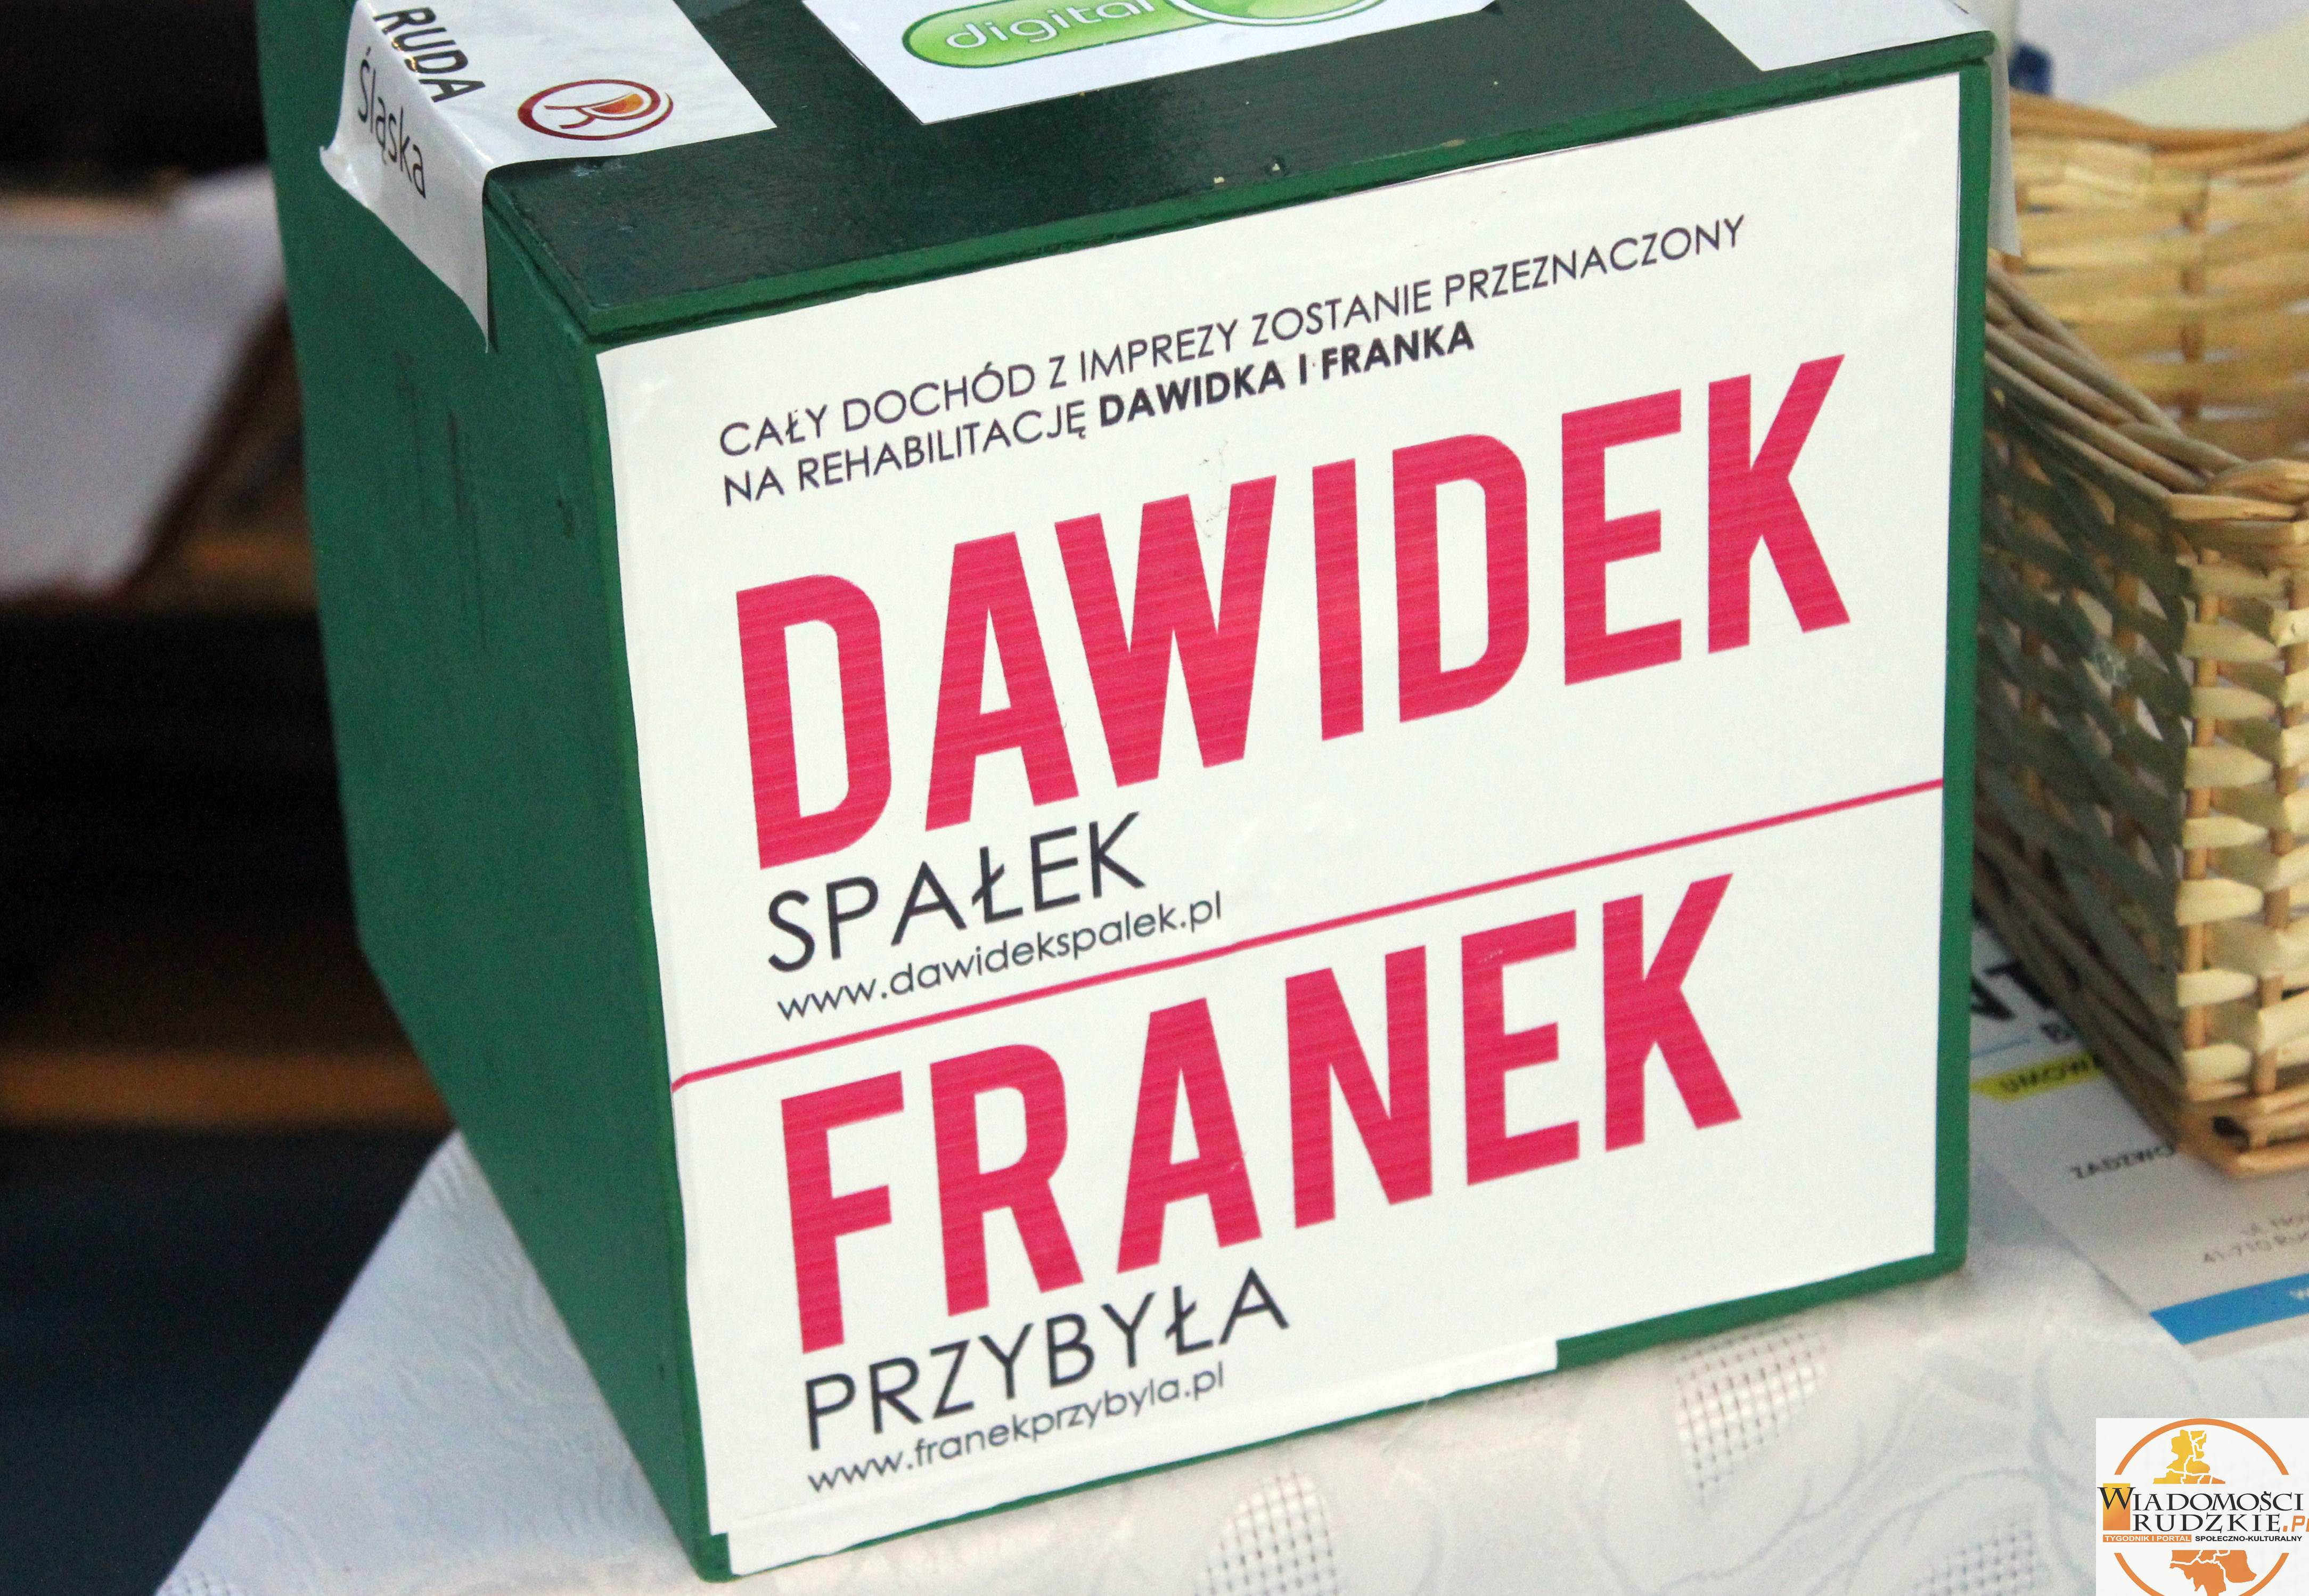 RUDA
Śląska
digital
CAŁY DOCHÓD Z IMPREZY ZOSTANIE PRZEZNACZONY
NA REHABILITACJĘ DAWIDKA I FRANKA
DAWIDEK
SPAŁEK
www.dawidekspalek.pl
FRANEK
PRZYBYŁA
www.franekprzybyla.pl
WIADOMOŚCI
RUDZKIE.PL
TYGODNIK I PORTAL SPOŁECZNO-KULTURALNY